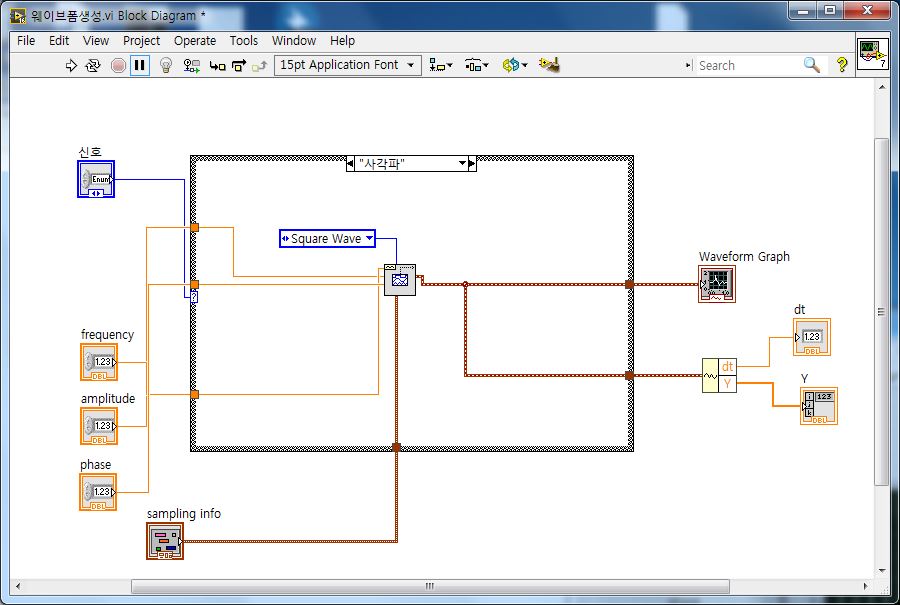 웨이브폼생성.vi Block Diagram *
File Edit View Project Operate Tools Window Help
15pt Application Font
Search
?
7
신호
Enum
"사각파"
Square Wave
?
Waveform Graph
frequency
1.23
DBL
amplitude
1.23
DBL
phase
1.23
DBL
sampling info
dt
1.23
DBL
dt
Y
Y
123
DBL